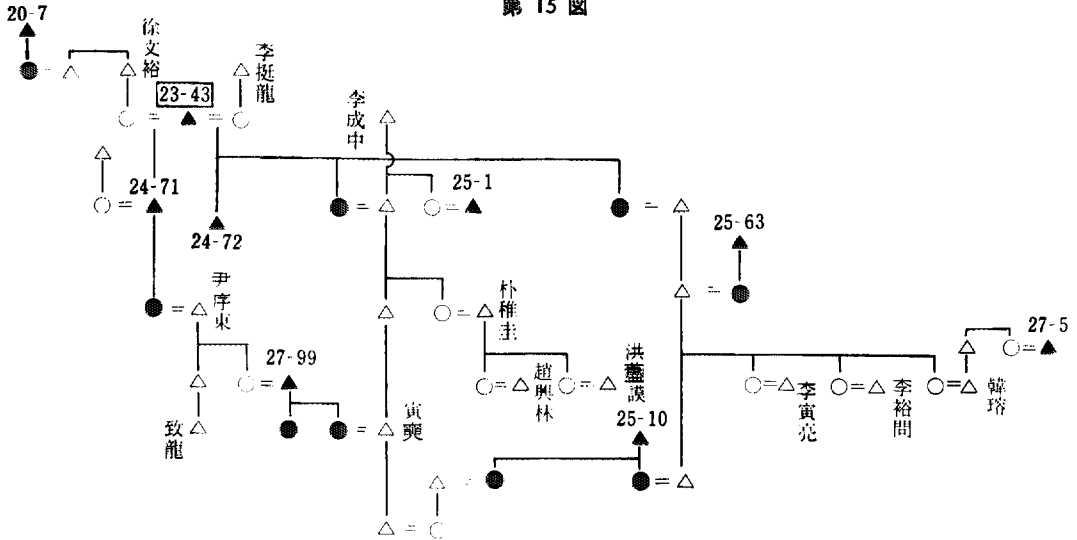 第 15 図
20-7
徐文裕
李挺龍
23-43
李成中
24-71
25-1
24-72
25-63
尹序東
朴稚圭
27-5
27-99
趙興林
洪藎謨
李寅亮
李裕問
韓瑢
致龍
寅奭
25-10